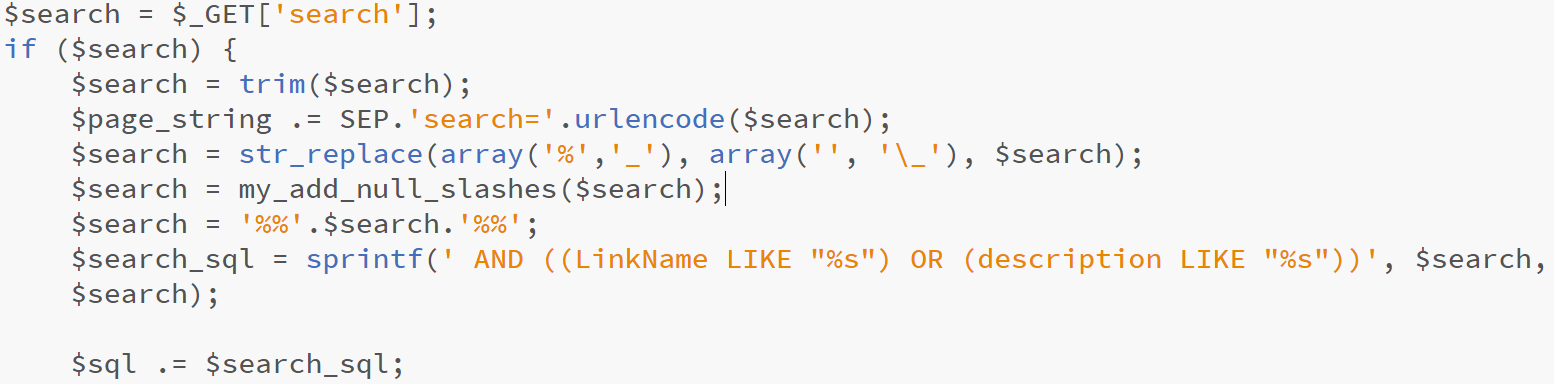 $search = $_GET['search'];
if ($search) {
    $search = trim($search);
    $page_string .= SEP.'search='.urlencode($search);
    $search = str_replace(array('%','_'), array('', '\_'), $search);
    $search = my_add_null_slashes($search);
    $search = '%%'.$search.'%%';
    $search_sql = sprintf(' AND ((LinkName LIKE "%s") OR (description LIKE "%s"))', $search,
    $search);
    $sql .= $search_sql;